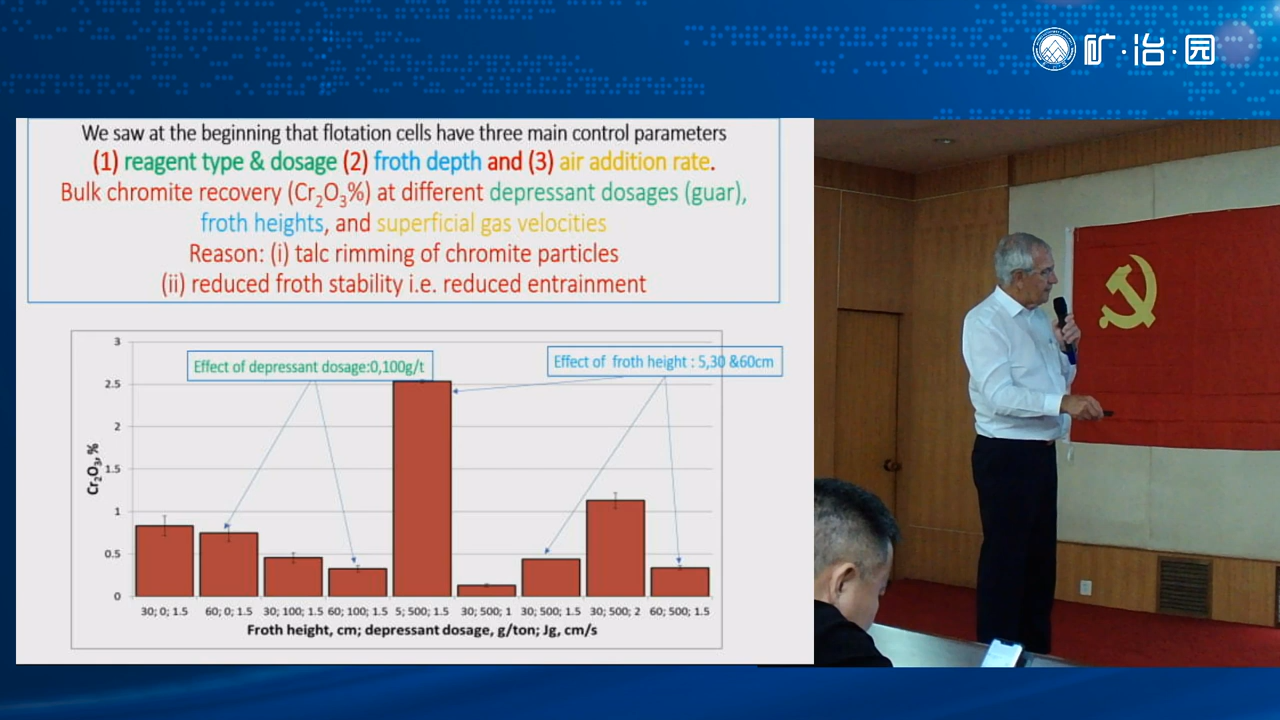 矿·冶·园
We saw at the beginning that flotation cells have three main control parameters
(1) reagent type & dosage (2) froth depth and (3) air addition rate.
Bulk chromite recovery (Cr₂O₃%) at different depressant dosages (guar),
froth heights, and superficial gas velocities
Reason: (i) talc rimming of chromite particles
(ii) reduced froth stability i.e. reduced entrainment
Effect of depressant dosage:0,100g/t
Effect of froth height : 5,30 &60cm
Cr₂O₃, %
3
2.5
2
1.5
1
0.5
0
30; 0; 1.5 60; 0; 1.5 30; 100; 1.5 60; 100; 1.5 5; 500; 1.5 30; 500; 1 30; 500; 1.5 30; 500; 2 60; 500; 1.5
Froth height, cm; depressant dosage, g/ton; Jg, cm/s